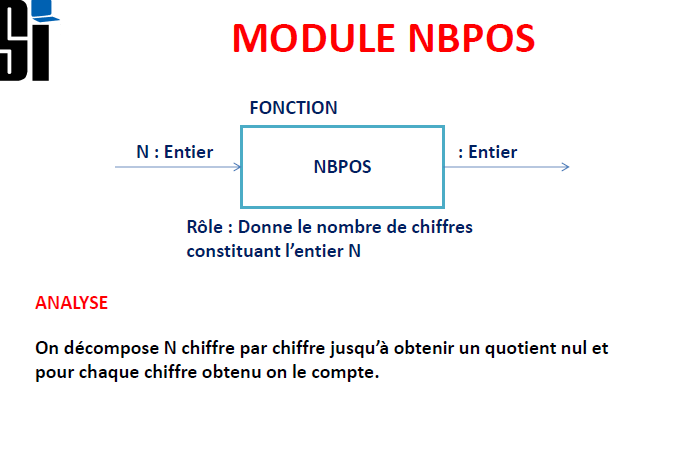 Si
MODULE NBPOS
FONCTION
N : Entier
NBPOS
: Entier
Rôle : Donne le nombre de chiffres
constituant l’entier N
ANALYSE
On décompose N chiffre par chiffre jusqu’à obtenir un quotient nul et
pour chaque chiffre obtenu on le compte.